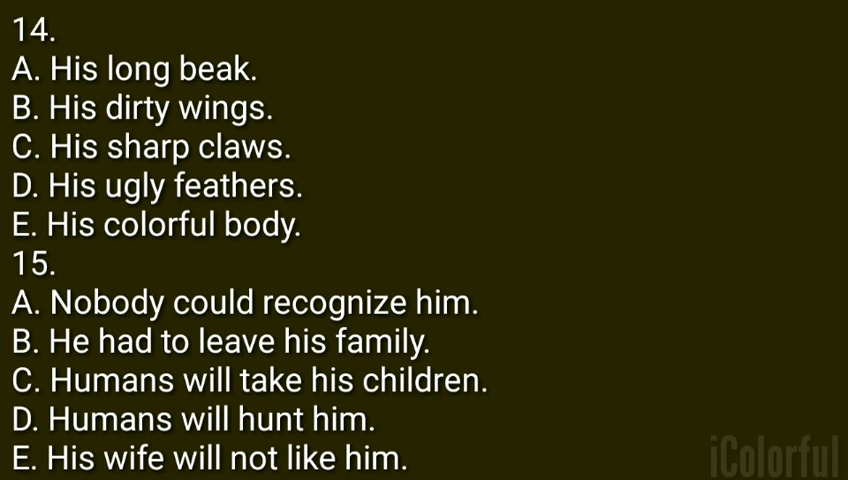 14.
A. His long beak.
B. His dirty wings.
C. His sharp claws.
D. His ugly feathers.
E. His colorful body.
15.
A. Nobody could recognize him.
B. He had to leave his family.
C. Humans will take his children.
D. Humans will hunt him.
E. His wife will not like him.
iColorful